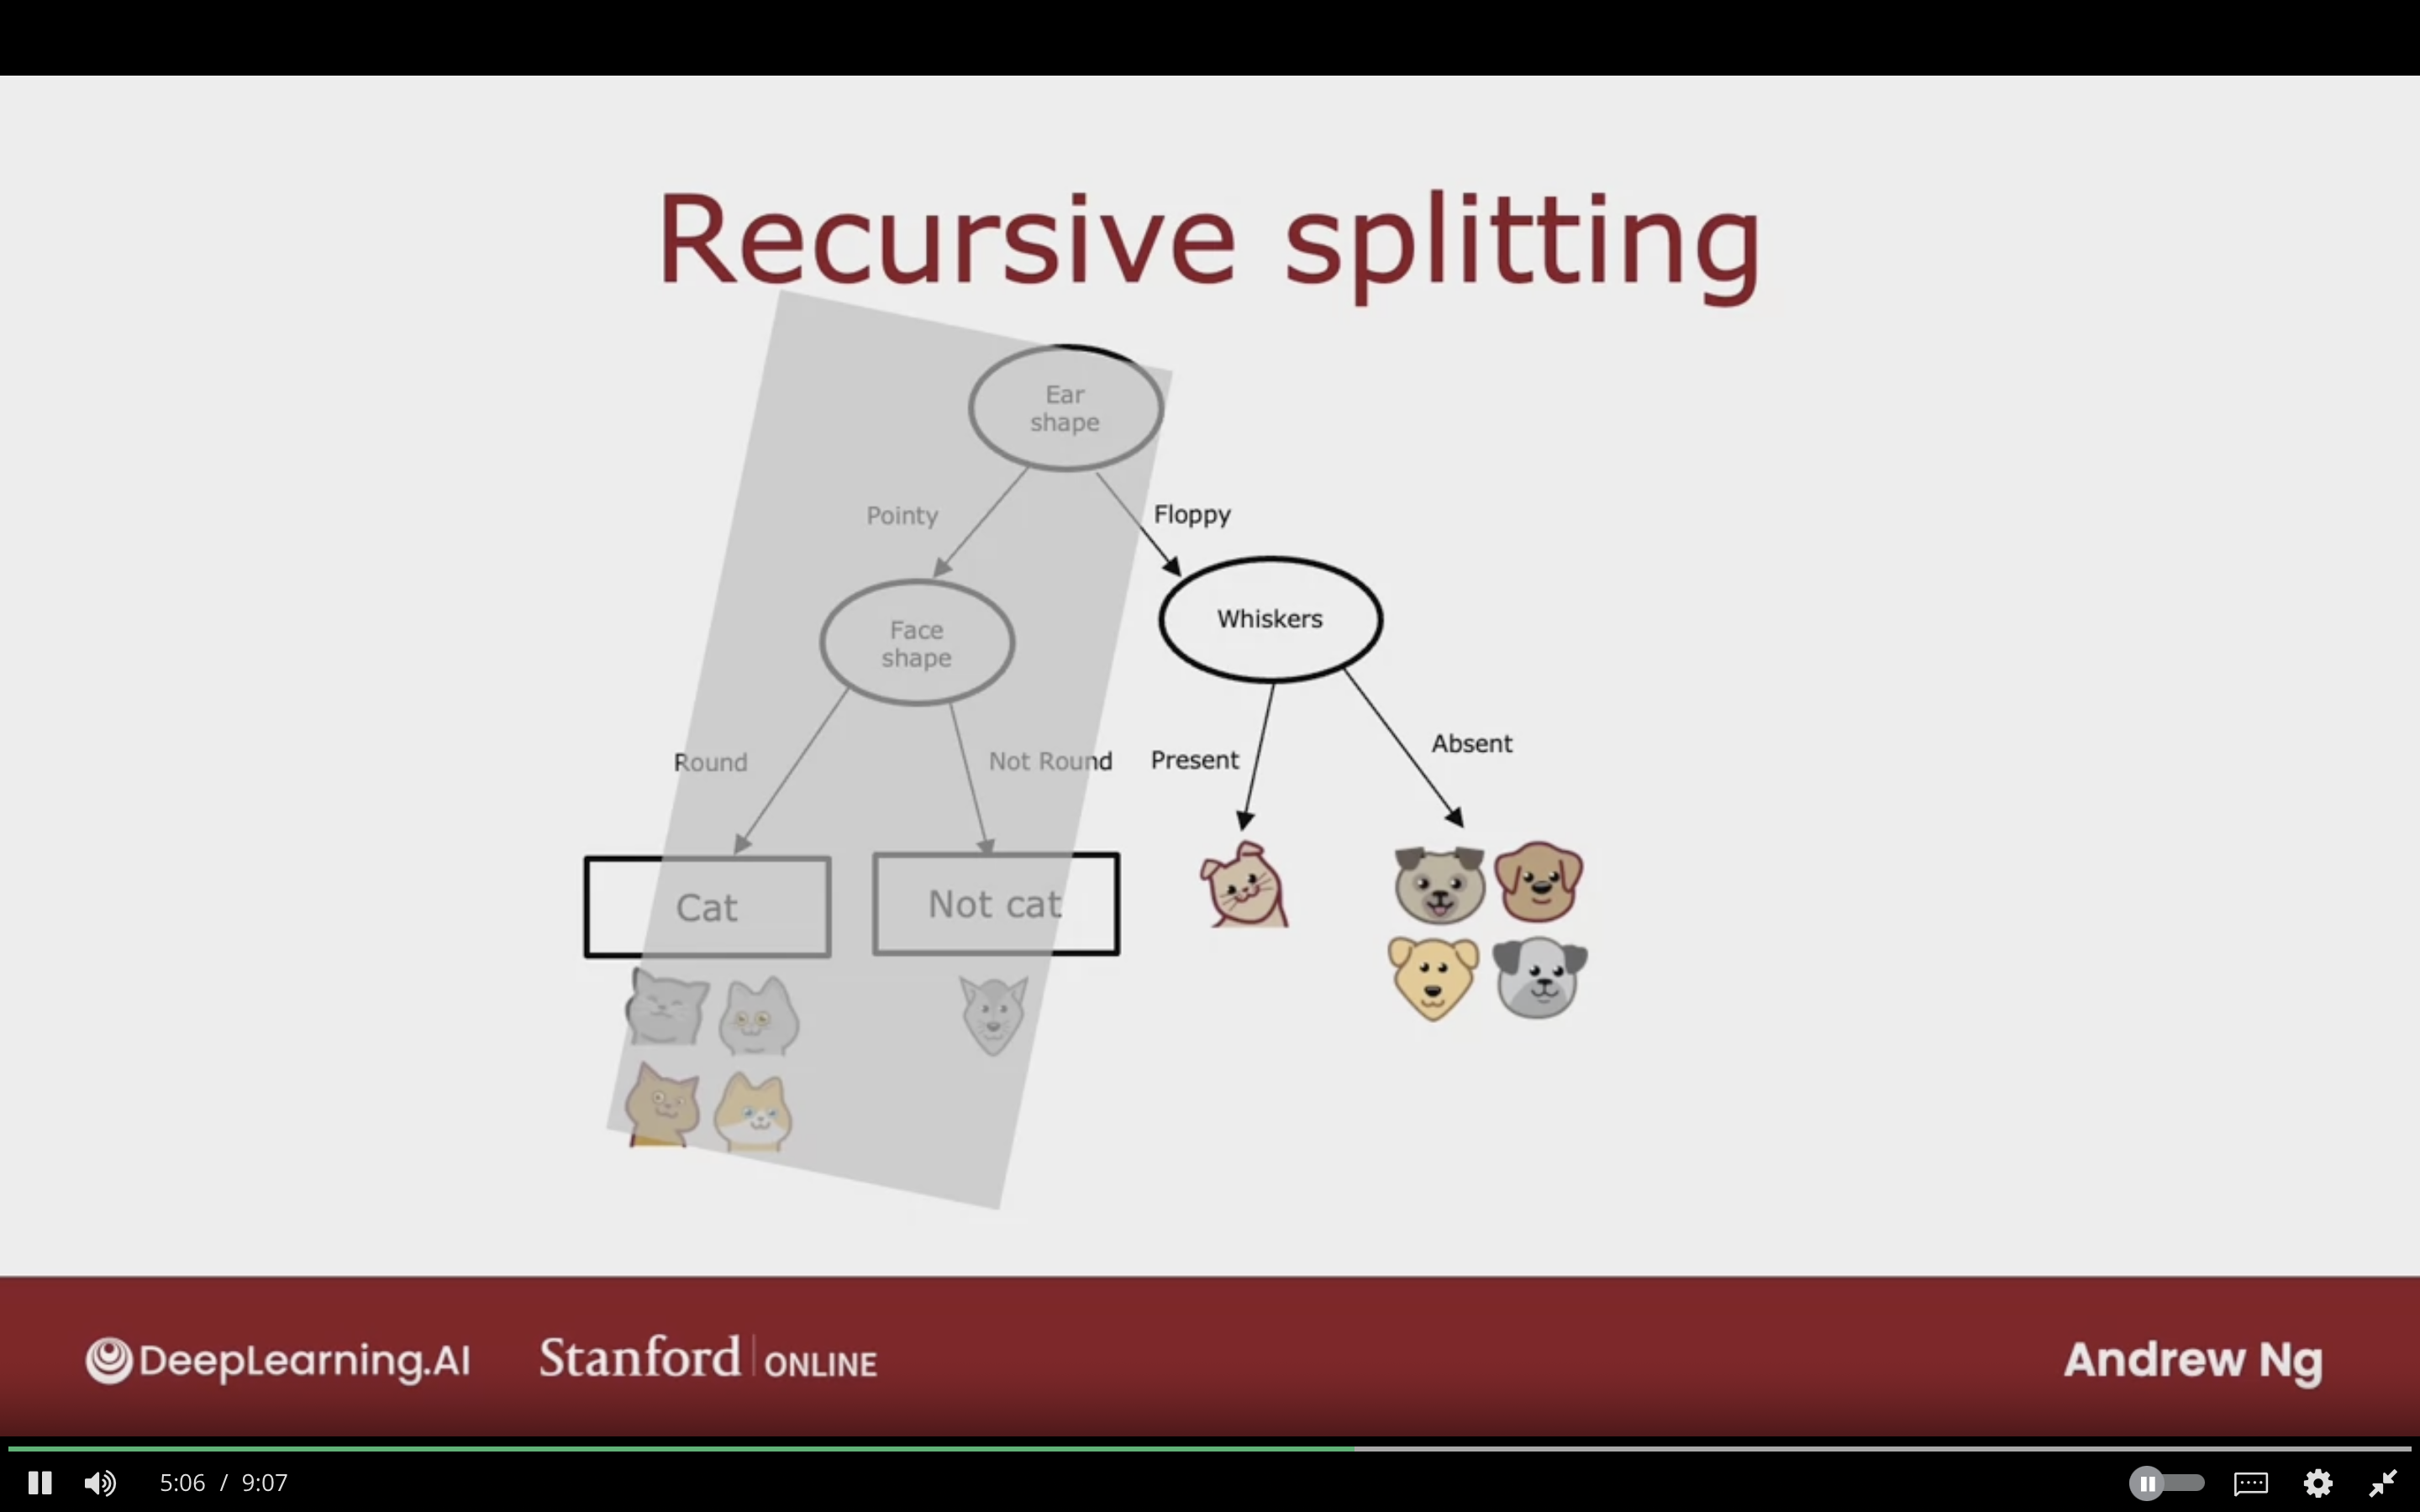 Recursive splitting
Ear
shape
Pointy
Floppy
Face
shape
Whiskers
Round
Not Round
Present
Absent
Cat
Not cat
DeepLearning.AI
Stanford | ONLINE
Andrew Ng
5:06 / 9:07